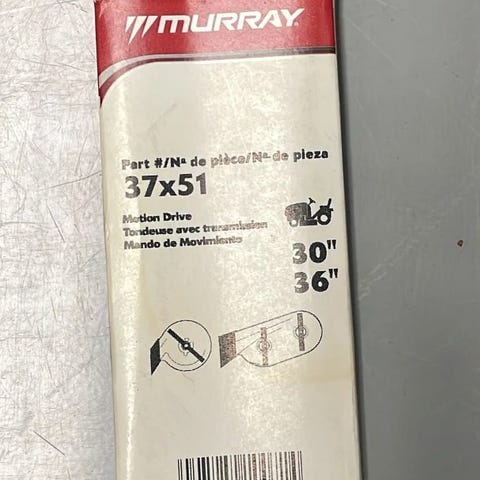 MURRAY
Part #/Nº de pièce/Nº de pieza
37x51
Motion Drive
Tondeuse avec transmission
Mando de Movimiento
30"
36"